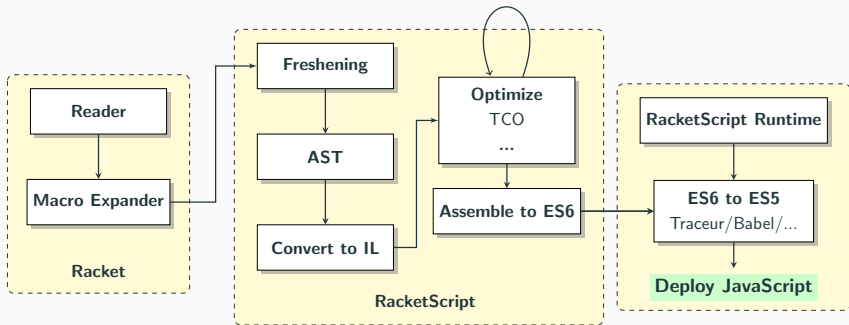 Reader
Macro Expander
Racket
Freshening
AST
Convert to IL
Optimize
TCO
...
Assemble to ES6
RacketScript
RacketScript Runtime
ES6 to ES5
Traceur/Babel/...
Deploy JavaScript